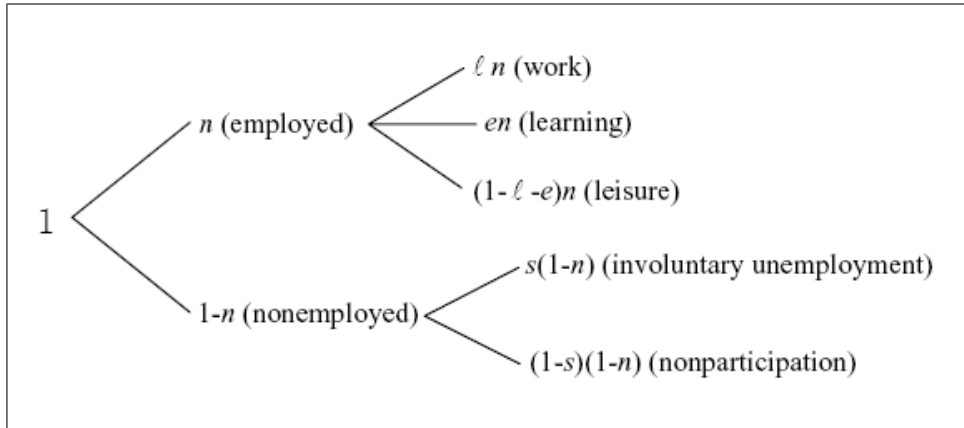 ℓ n (work)
n (employed)
en (learning)
(1- ℓ -e)n (leisure)
1
s(1-n) (involuntary unemployment)
1-n (nonemployed)
(1-s)(1-n) (nonparticipation)